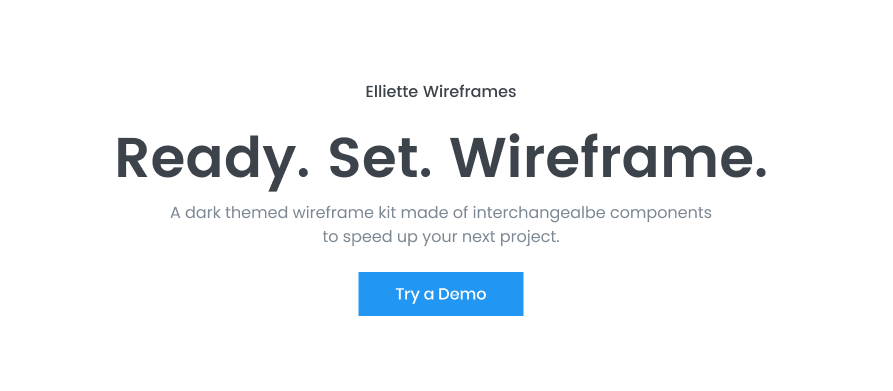 Elliette Wireframes
Ready. Set. Wireframe.
A dark themed wireframe kit made of interchangealbe components
to speed up your next project.
Try a Demo